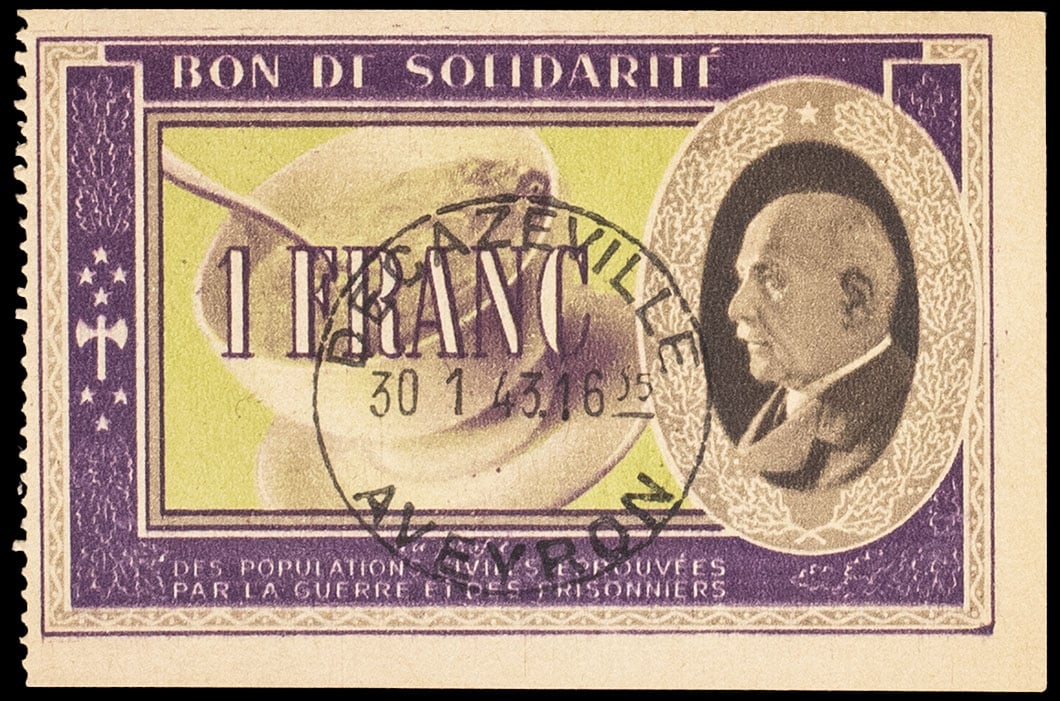 BON DE SOLIDARITÉ
1 FRANC
DECAZEVILLE
30 1 43.16
AVEYRON
DES POPULATIONS CIVILES ÉPROUVÉES
PAR LA GUERRE ET DES PRISONNIERS